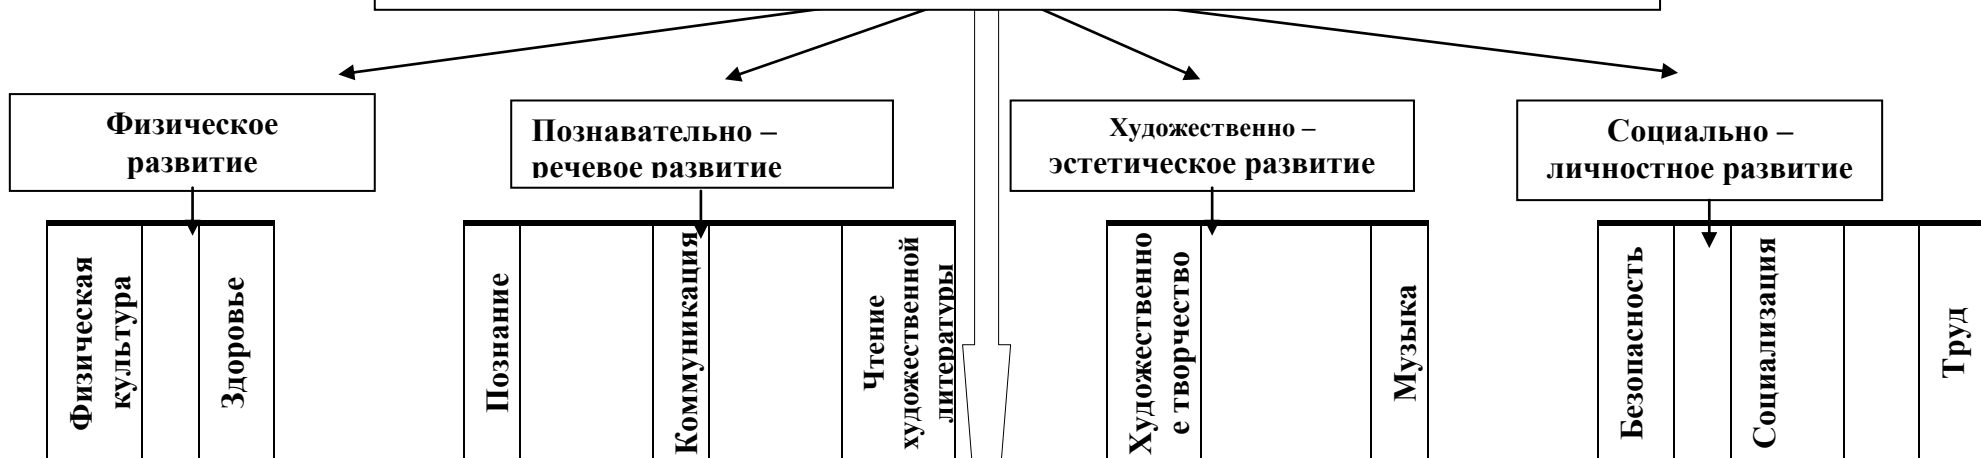 Физическое
развитие
Познавательно –
речевое развитие
Художественно –
эстетическое развитие
Социально –
личностное развитие
Физическая
культура
Здоровье
Познание
Коммуникация
Чтение
художественной
литературы
Художественно
е творчество
Музыка
Безопасность
Социализация
Труд